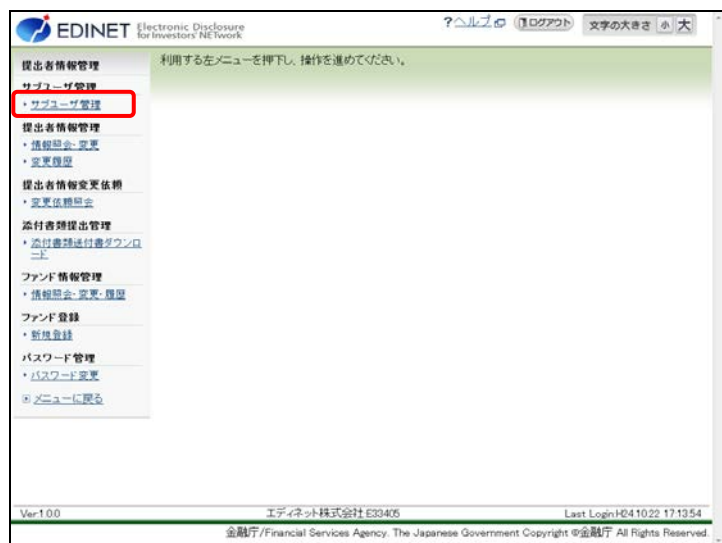 EDINET Electronic Disclosure for Investors' NETwork
?ヘルプ ログアウト 文字の大きさ 小 大
提出者情報管理
利用する左メニューを押下し、操作を進めてください。
サブユーザ管理
サブユーザ管理
提出者情報管理
情報照会・変更
変更履歴
提出者情報変更依頼
変更依頼照会
添付書類提出管理
添付書類送付書ダウンロ
ード
ファンド情報管理
情報照会・変更・履歴
ファンド登録
新規登録
パスワード管理
パスワード変更
メニューに戻る
Ver.1.0.0 エディネット株式会社:E33405 Last Login:H24.10.22 17:13:54
金融庁/Financial Services Agency. The Japanese Government Copyright ©金融庁 All Rights Reserved.